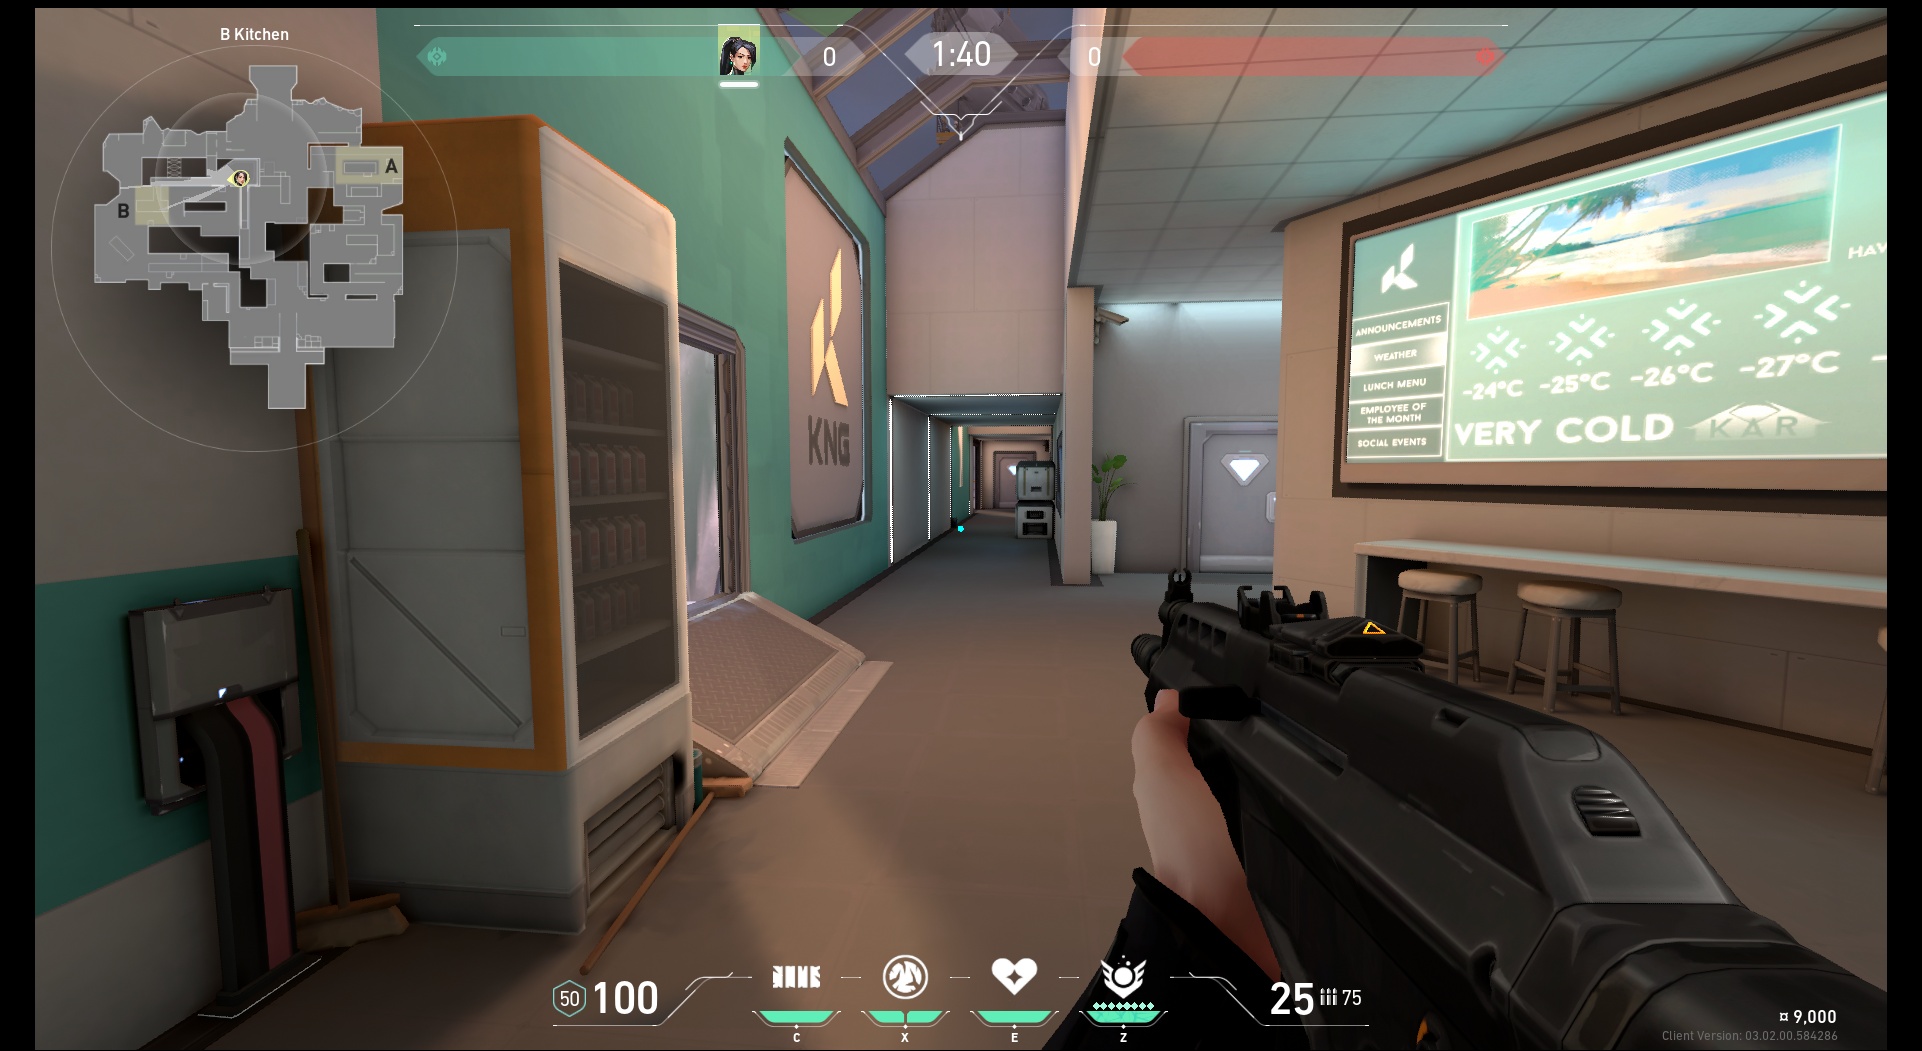 B Kitchen
0
1:40
0
A
B
KNG
HAV
ANNOUNCEMENTS
WEATHER
LUNCH MENU
EMPLOYEE OF
THE MONTH
SOCIAL EVENTS
-24°C -25°C -26°C -27°C -
VERY COLD
KAR
50 100
25 75
C X E Z
¤ 9,000
Client Version: 03.02.00.584286